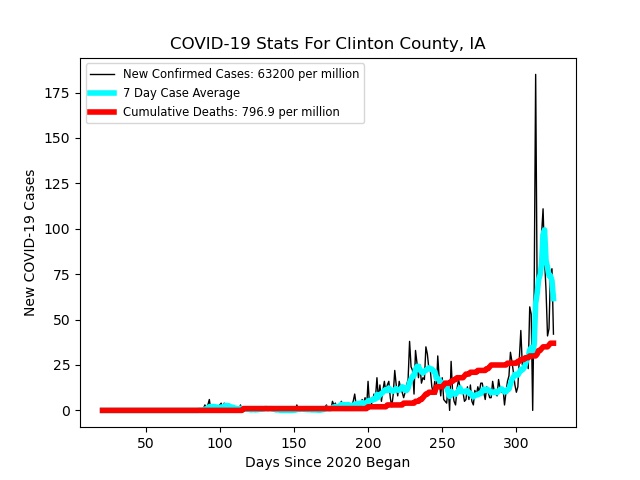 COVID-19 Stats For Clinton County, IA
New Confirmed Cases: 63200 per million
7 Day Case Average
Cumulative Deaths: 796.9 per million
New COVID-19 Cases
175
150
125
100
75
50
25
0
50 100 150 200 250 300
Days Since 2020 Began